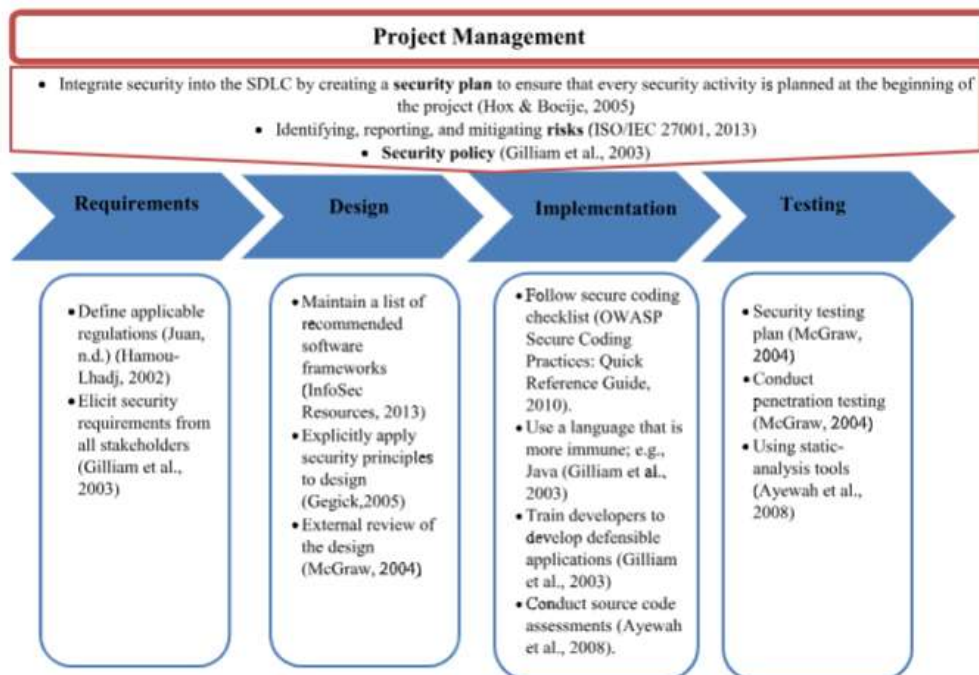 Project Management
• Integrate security into the SDLC by creating a security plan to ensure that every security activity is planned at the beginning of
the project (Hox & Boeije, 2005)
• Identifying, reporting, and mitigating risks (ISO/IEC 27001, 2013)
• Security policy (Gilliam et al., 2003)
Requirements
Design
Implementation
Testing
• Define applicable
regulations (Juan,
n.d.) (Hamou-
Lhadj, 2002)
• Elicit security
requirements from
all stakeholders
(Gilliam et al.,
2003)
• Maintain a list of
recommended
software
frameworks
(InfoSec
Resources, 2013)
• Explicitly apply
security principles
to design
(Gegick,2005)
• External review of
the design
(McGraw, 2004)
• Follow secure coding
checklist (OWASP
Secure Coding
Practices: Quick
Reference Guide,
2010).
• Use a language that is
more immune; e.g.,
Java (Gilliam et al.,
2003)
• Train developers to
develop defensible
applications (Gilliam
et al., 2003)
• Conduct source code
assessments (Ayewah
et al., 2008).
• Security testing
plan (McGraw,
2004)
• Conduct
penetration testing
(McGraw, 2004)
• Using static-
analysis tools
(Ayewah et al.,
2008)